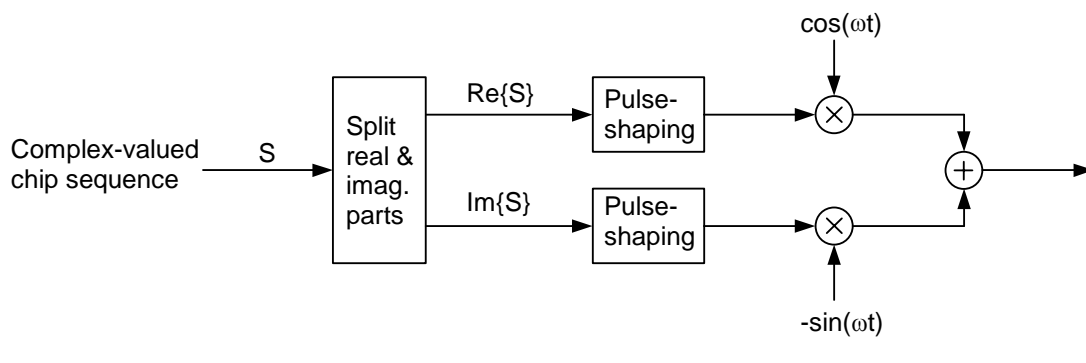 cos(ωt)
Complex-valued
chip sequence
S
Split
real &
imag.
parts
Re{S}
Im{S}
Pulse-
shaping
Pulse-
shaping
×
×
+
-sin(ωt)